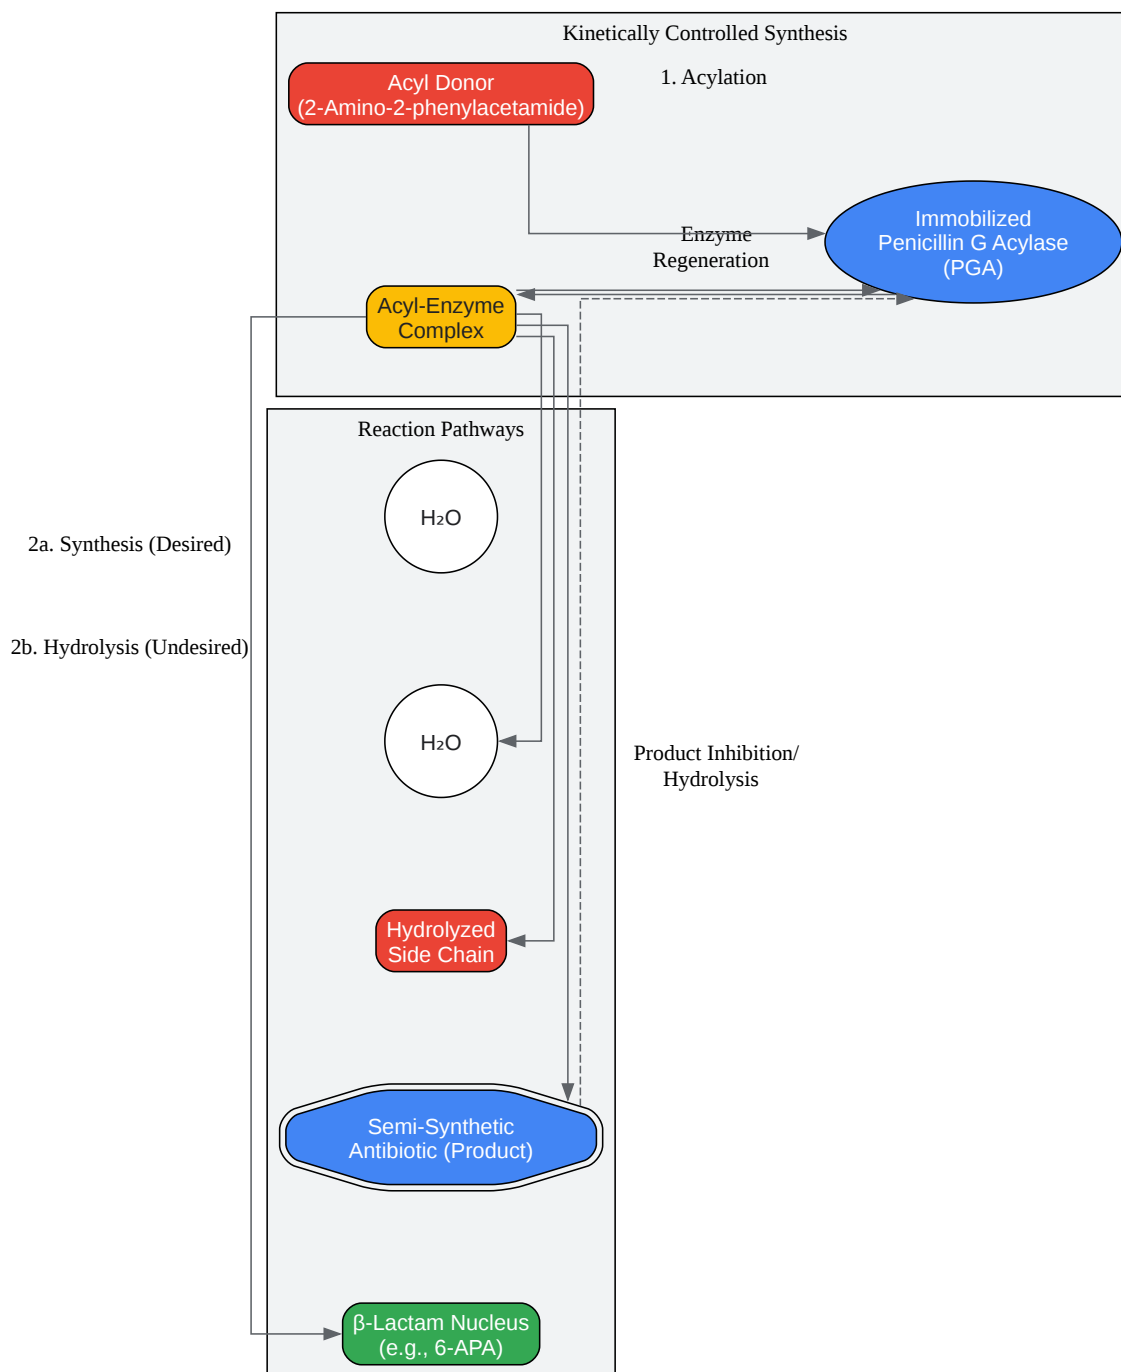 Kinetically Controlled Synthesis
1. Acylation
Acyl Donor
(2-Amino-2-phenylacetamide)
Immobilized
Penicillin G Acylase
(PGA)
Enzyme
Regeneration
Acyl-Enzyme
Complex
Reaction Pathways
H₂O
2a. Synthesis (Desired)
2b. Hydrolysis (Undesired)
H₂O
Product Inhibition/
Hydrolysis
Hydrolyzed
Side Chain
Semi-Synthetic
Antibiotic (Product)
β-Lactam Nucleus
(e.g., 6-APA)